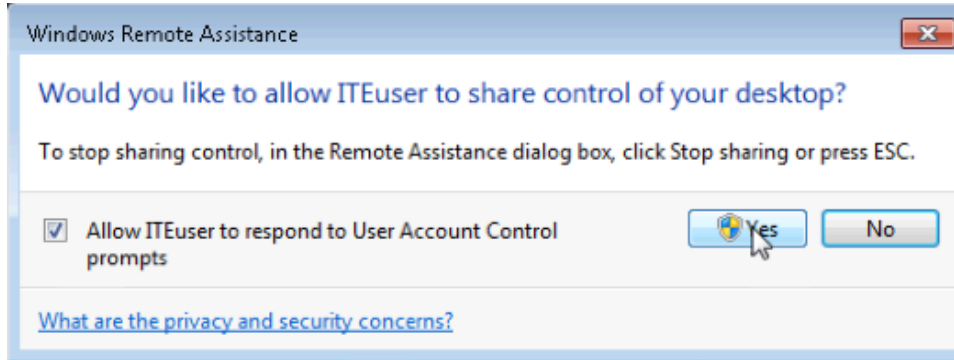 Windows Remote Assistance
Would you like to allow ITEuser to share control of your desktop?
To stop sharing control, in the Remote Assistance dialog box, click Stop sharing or press ESC.
Allow ITEuser to respond to User Account Control
prompts
Yes
No
What are the privacy and security concerns?